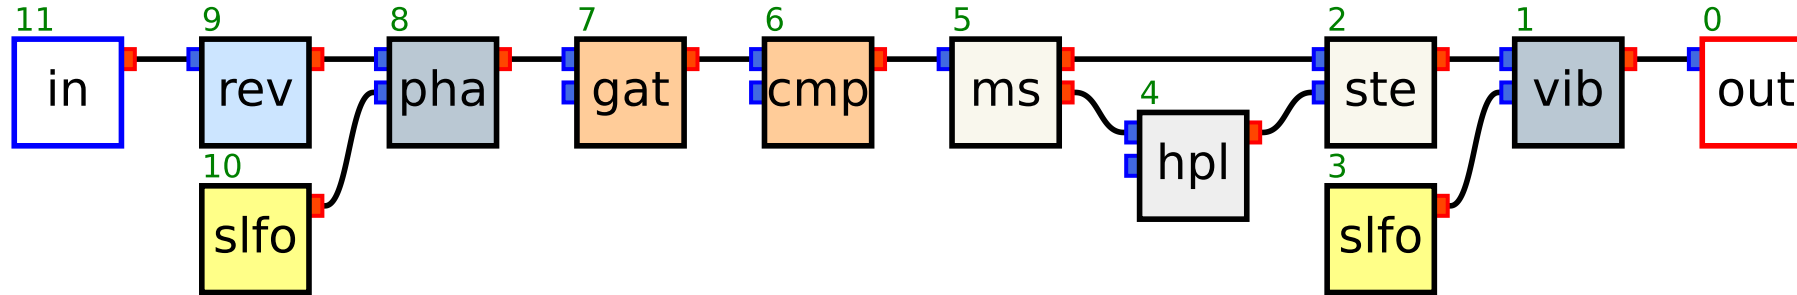 11 9 8 7 6 5 2 1 0
in rev pha gat cmp ms ste vib out
4
hpl
10 3
slfo slfo